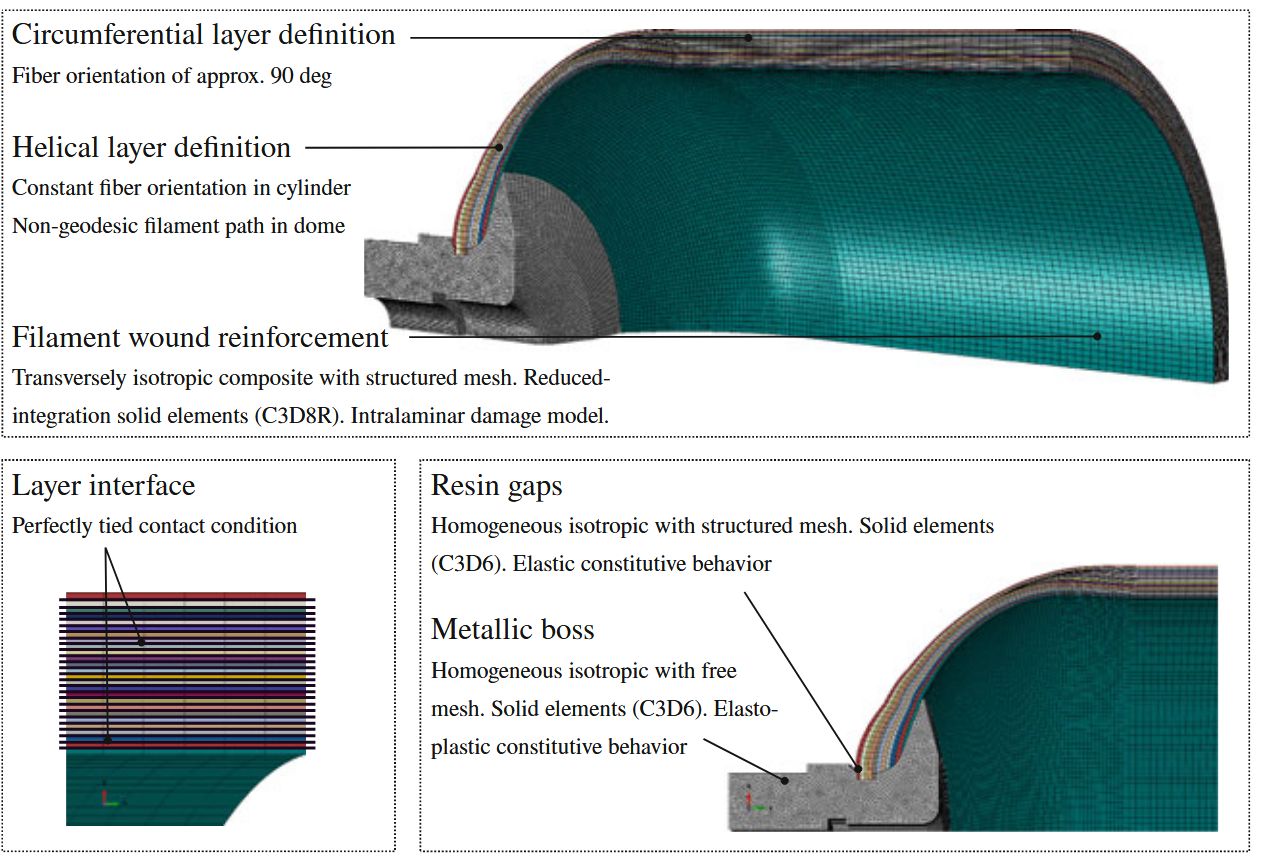 Circumferential layer definition
Fiber orientation of approx. 90 deg
Helical layer definition
Constant fiber orientation in cylinder
Non-geodesic filament path in dome
Filament wound reinforcement
Transversely isotropic composite with structured mesh. Reduced-
integration solid elements (C3D8R). Intralaminar damage model.
Layer interface
Perfectly tied contact condition
Resin gaps
Homogeneous isotropic with structured mesh. Solid elements
(C3D6). Elastic constitutive behavior
Metallic boss
Homogeneous isotropic with free
mesh. Solid elements (C3D6). Elasto-
plastic constitutive behavior